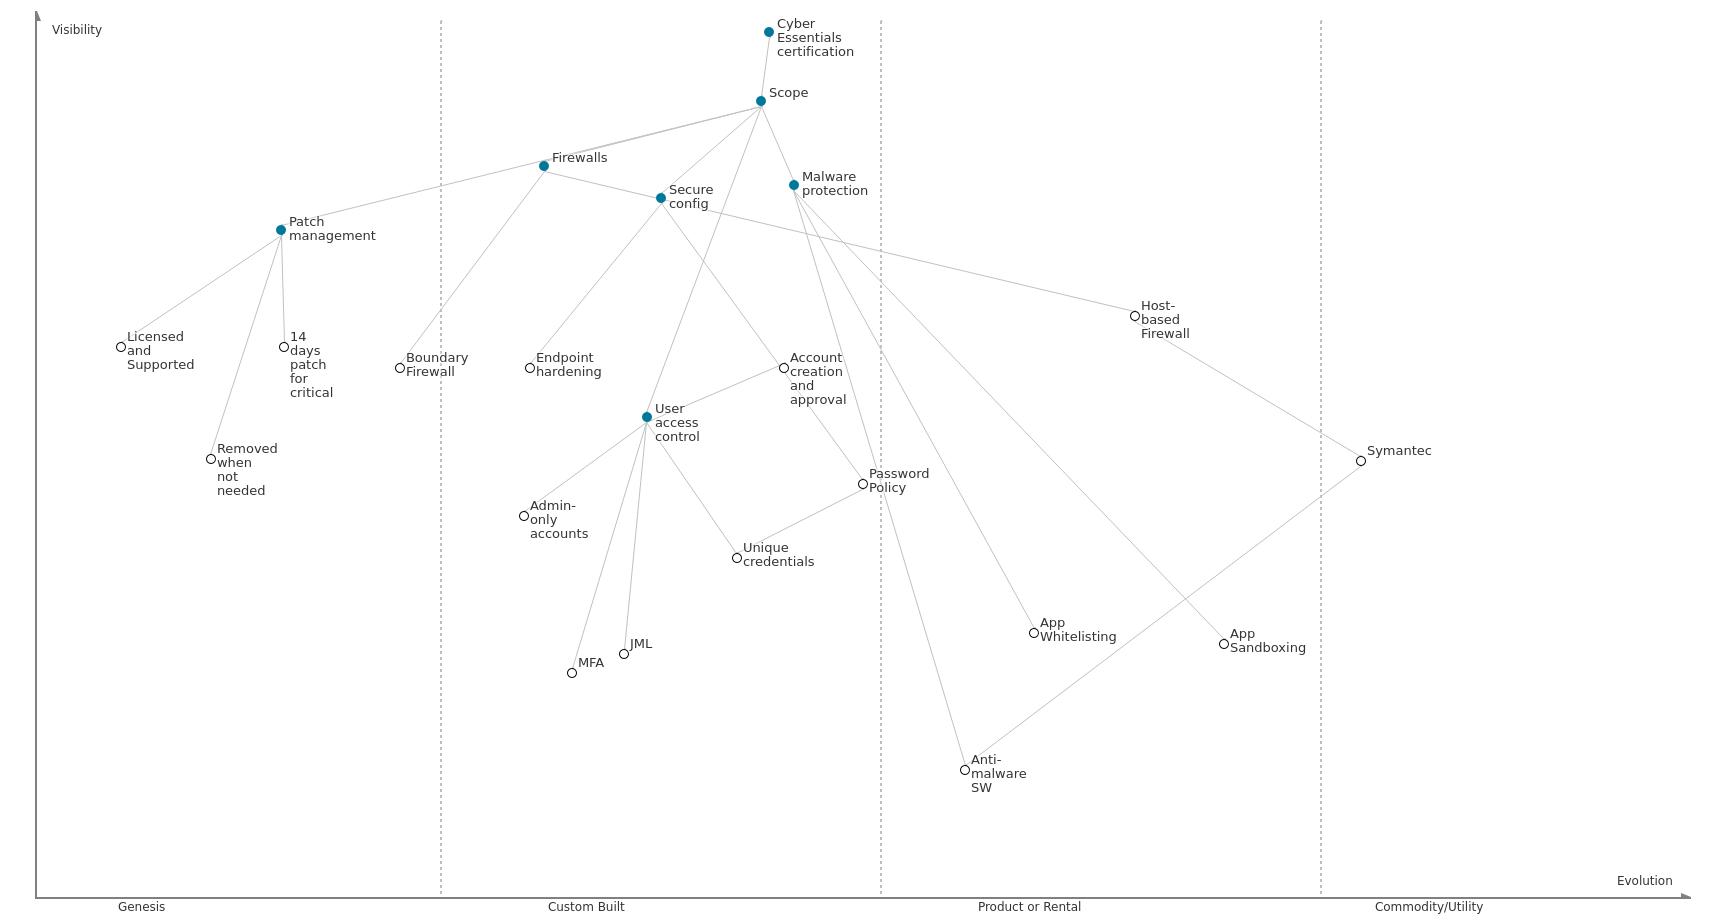 Visibility
Cyber
Essentials
certification
Scope
Firewalls
Malware
protection
Secure
config
Patch
management
Host-
based
Firewall
Licensed
and
Supported
14
days
patch
for
critical
Boundary
Firewall
Endpoint
hardening
Account
creation
and
approval
User
access
control
Removed
when
not
needed
Symantec
Password
Policy
Admin-
only
accounts
Unique
credentials
App
Whitelisting
App
Sandboxing
JML
MFA
Anti-
malware
SW
Evolution
Genesis
Custom Built
Product or Rental
Commodity/Utility